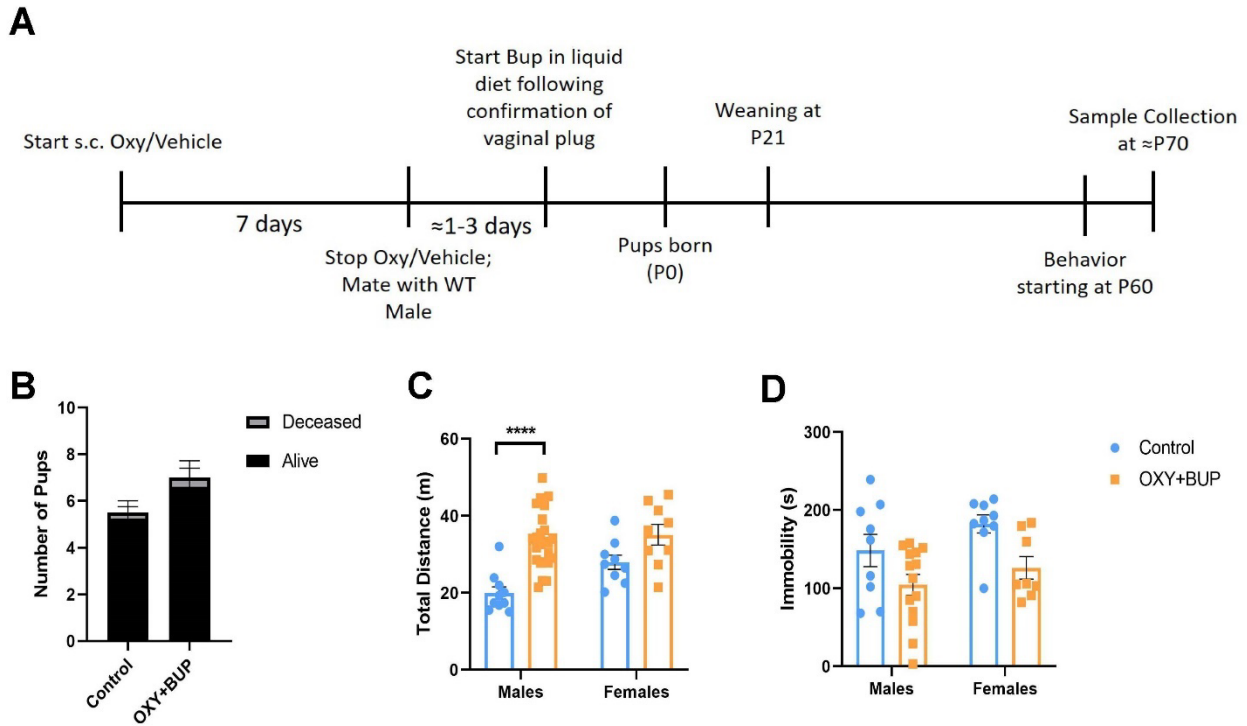 A
Start s.c. Oxy/Vehicle
7 days
Stop Oxy/Vehicle;
Mate with WT
Male
≈1-3 days
Start Bup in liquid
diet following
confirmation of
vaginal plug
Pups born
(P0)
Weaning at
P21
Behavior
starting at P60
Sample Collection
at ≈P70
B
Number of Pups
10
8
6
4
2
0
Control
OXY+BUP
Deceased
Alive
C
Total Distance (m)
60
40
20
0
****
Males
Females
D
Immobility (s)
300
200
100
0
Males
Females
Control
OXY+BUP